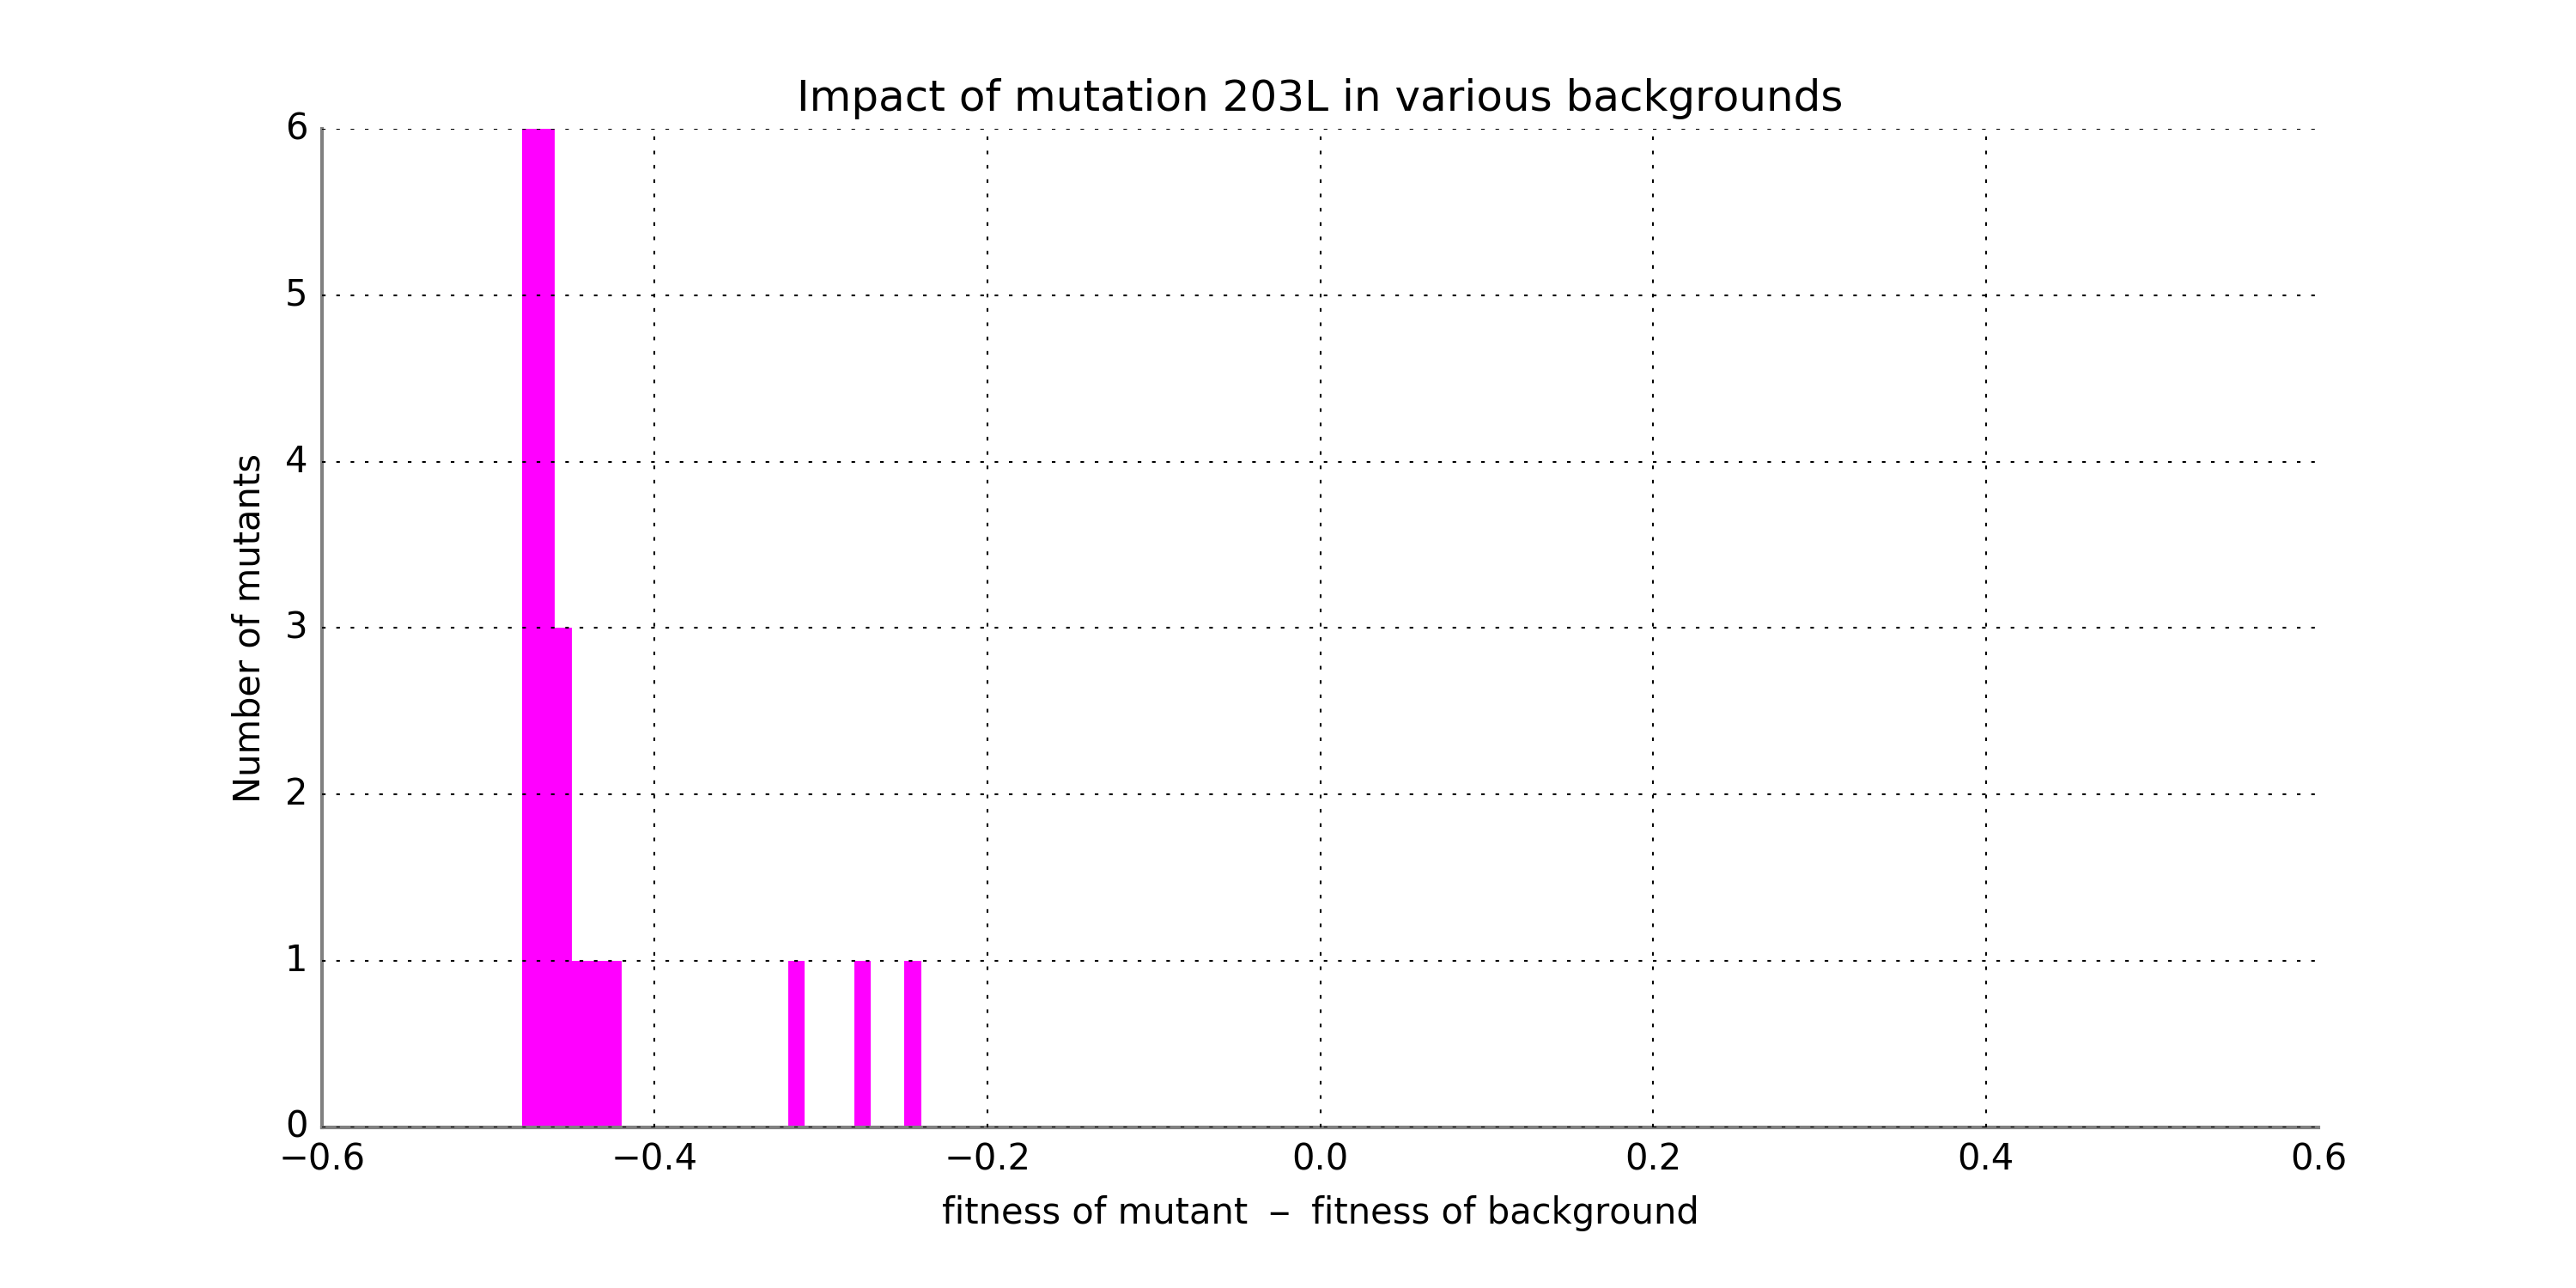 Impact of mutation 203L in various backgrounds
6
5
4
3
2
1
0
Number of mutants
−0.6 −0.4 −0.2 0.0 0.2 0.4 0.6
fitness of mutant − fitness of background